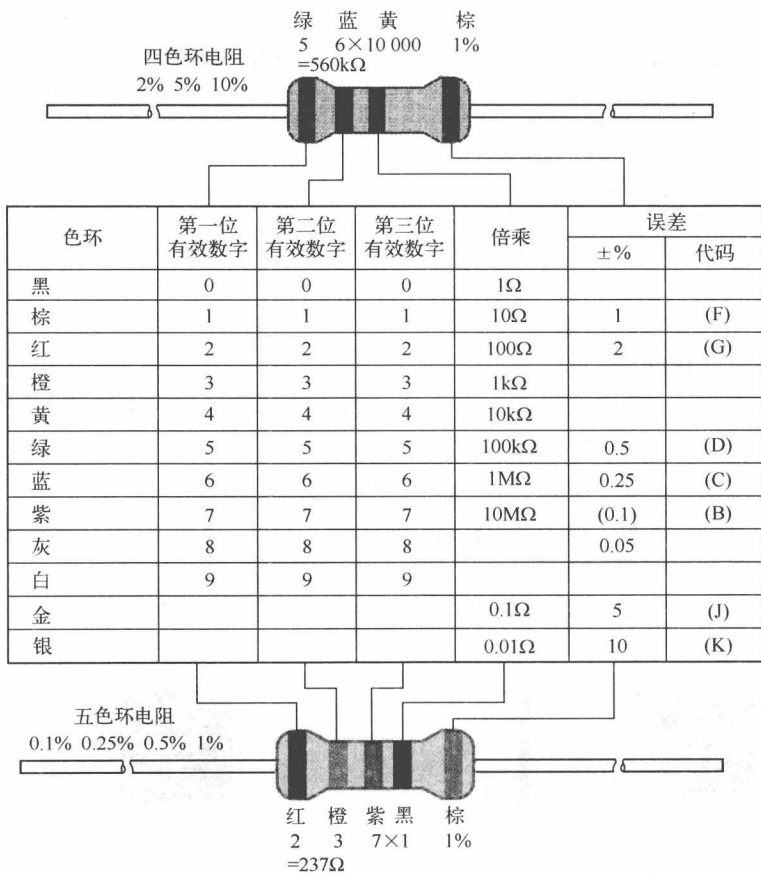 绿 蓝 黄 棕
5 6×10 000 1%
=560kΩ
四色环电阻
2% 5% 10%
色环 第一位有效数字 第二位有效数字 第三位有效数字 倍乘 误差
±% 代码
黑 0 0 0 1Ω
棕 1 1 1 10Ω 1 (F)
红 2 2 2 100Ω 2 (G)
橙 3 3 3 1kΩ
黄 4 4 4 10kΩ
绿 5 5 5 100kΩ 0.5 (D)
蓝 6 6 6 1MΩ 0.25 (C)
紫 7 7 7 10MΩ (0.1) (B)
灰 8 8 8 0.05
白 9 9 9
金 0.1Ω 5 (J)
银 0.01Ω 10 (K)
五色环电阻
0.1% 0.25% 0.5% 1%
红 橙 紫 黑 棕
2 3 7×1 1%
=237Ω